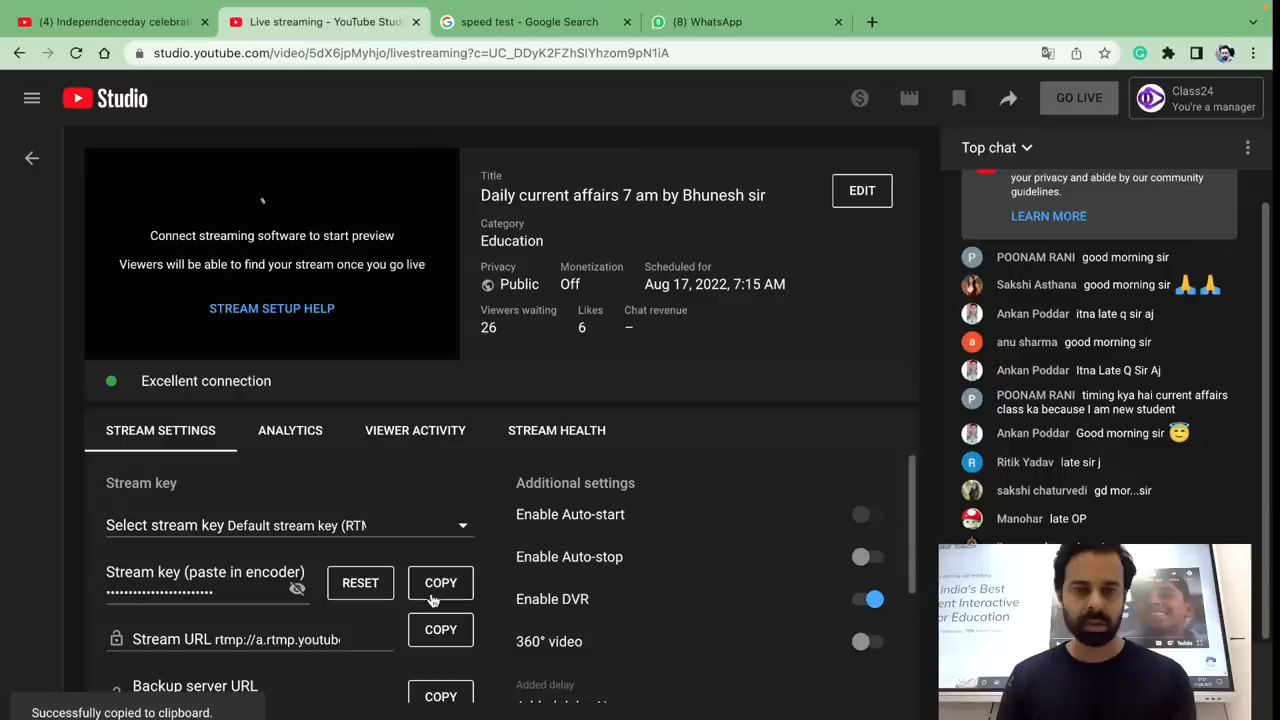 (4) Independenceday celebrat
Live streaming - YouTube Stud
speed test - Google Search
(8) WhatsApp
studio.youtube.com/video/5dX6jpMyhjo/livestreaming?c=UC_DDyK2FZhSIYhzom9pN1iA
Studio
GO LIVE
Class24
You're a manager
Connect streaming software to start preview
Viewers will be able to find your stream once you go live
STREAM SETUP HELP
Title
Daily current affairs 7 am by Bhunesh sir
EDIT
Category
Education
Privacy
Monetization
Scheduled for
Public
Off
Aug 17, 2022, 7:15 AM
Viewers waiting
Likes
Chat revenue
26
6
–
Excellent connection
STREAM SETTINGS
ANALYTICS
VIEWER ACTIVITY
STREAM HEALTH
Stream key
Select stream key Default stream key (RTM
Stream key (paste in encoder)
••••••••••••••••••••••••
RESET
COPY
Stream URL rtmp://a.rtmp.youtube
COPY
Backup server URL
COPY
Additional settings
Enable Auto-start
Enable Auto-stop
Enable DVR
360° video
Added delay
Successfully copied to clipboard.
Top chat
your privacy and abide by our community
guidelines.
LEARN MORE
P POONAM RANI good morning sir
Sakshi Asthana good morning sir 🙏 🙏
Ankan Poddar itna late q sir aj
a anu sharma good morning sir
Ankan Poddar Itna Late Q Sir Aj
P POONAM RANI timing kya hai current affairs
class ka because I am new student
Ankan Poddar Good morning sir 😇
R Ritik Yadav late sir j
sakshi chaturvedi gd mor...sir
Manohar late OP
India's Best
ent Interactive
or Education